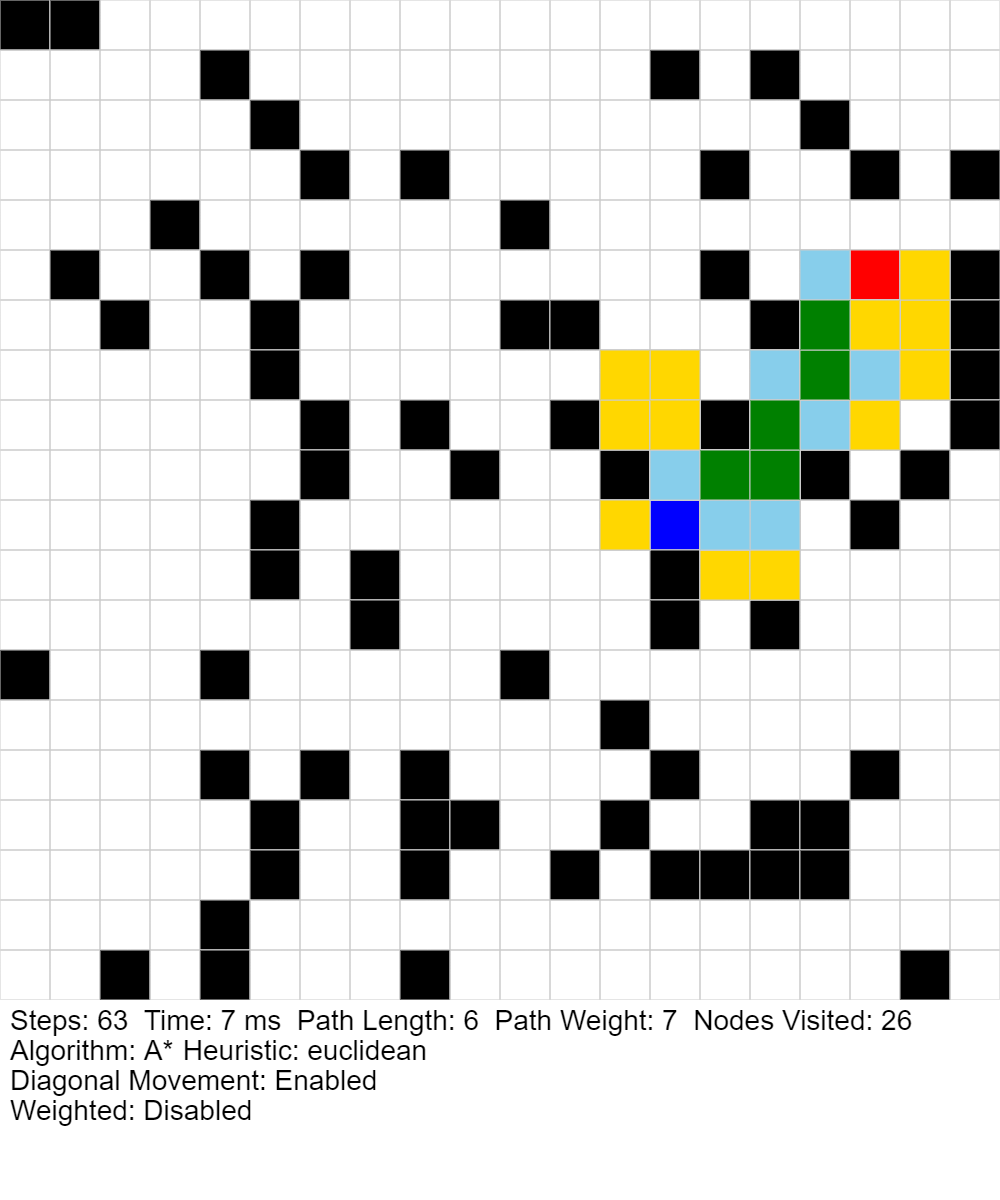 Steps: 63  Time: 7 ms  Path Length: 6  Path Weight: 7  Nodes Visited: 26
Algorithm: A* Heuristic: euclidean
Diagonal Movement: Enabled
Weighted: Disabled